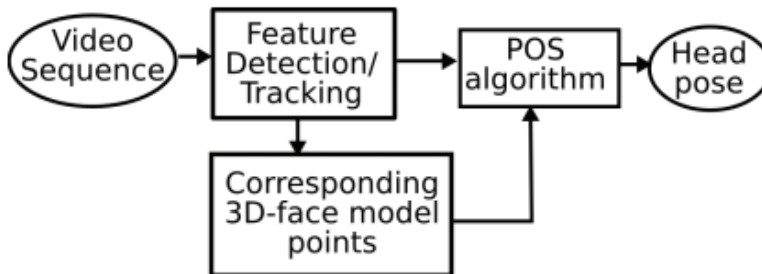 Video
Sequence
Feature
Detection/
Tracking
POS
algorithm
Head
pose
Corresponding
3D-face model
points